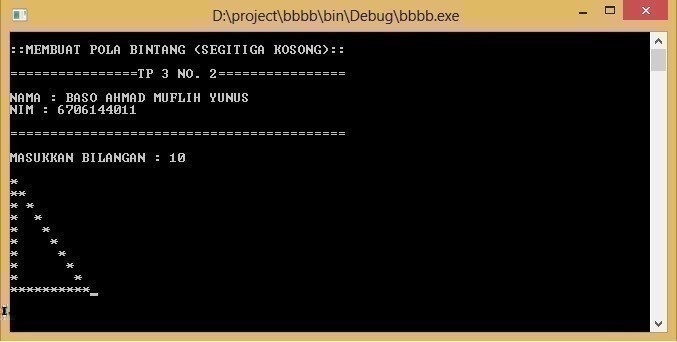 D:\project\bbbb\bin\Debug\bbbb.exe
::MEMBUAT POLA BINTANG (SEGITIGA KOSONG)::
================TP 3 NO. 2================
NAMA : BASO AHMAD MUFLIH YUNUS
NIM : 6706144011
==========================================
MASUKKAN BILANGAN : 10
*
**
* *
*  *
*   *
*    *
*     *
*      *
*       *
**********_